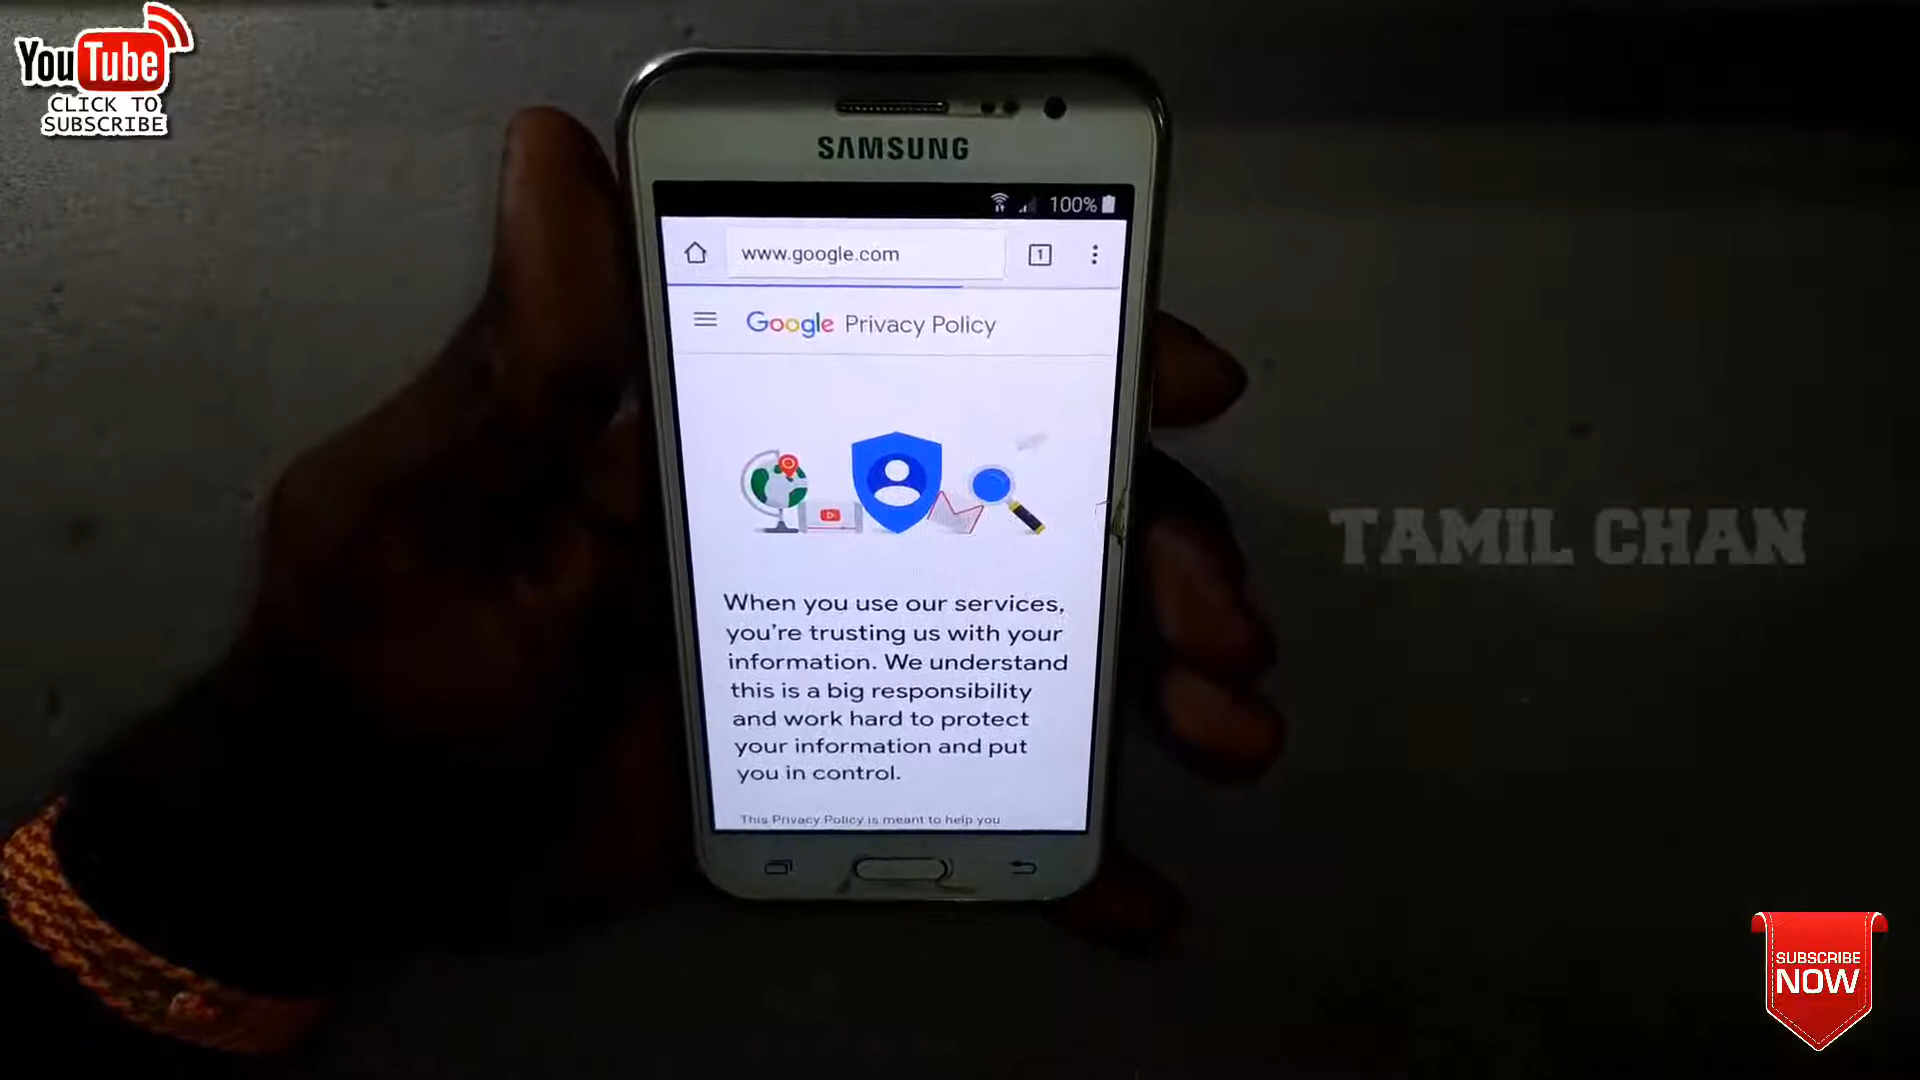 YouTube
CLICK TO
SUBSCRIBE
SAMSUNG
100%
www.google.com
1
Google Privacy Policy
When you use our services,
you're trusting us with your
information. We understand
this is a big responsibility
and work hard to protect
your information and put
you in control.
This Privacy Policy is meant to help you
TAMIL CHAN
SUBSCRIBE
NOW